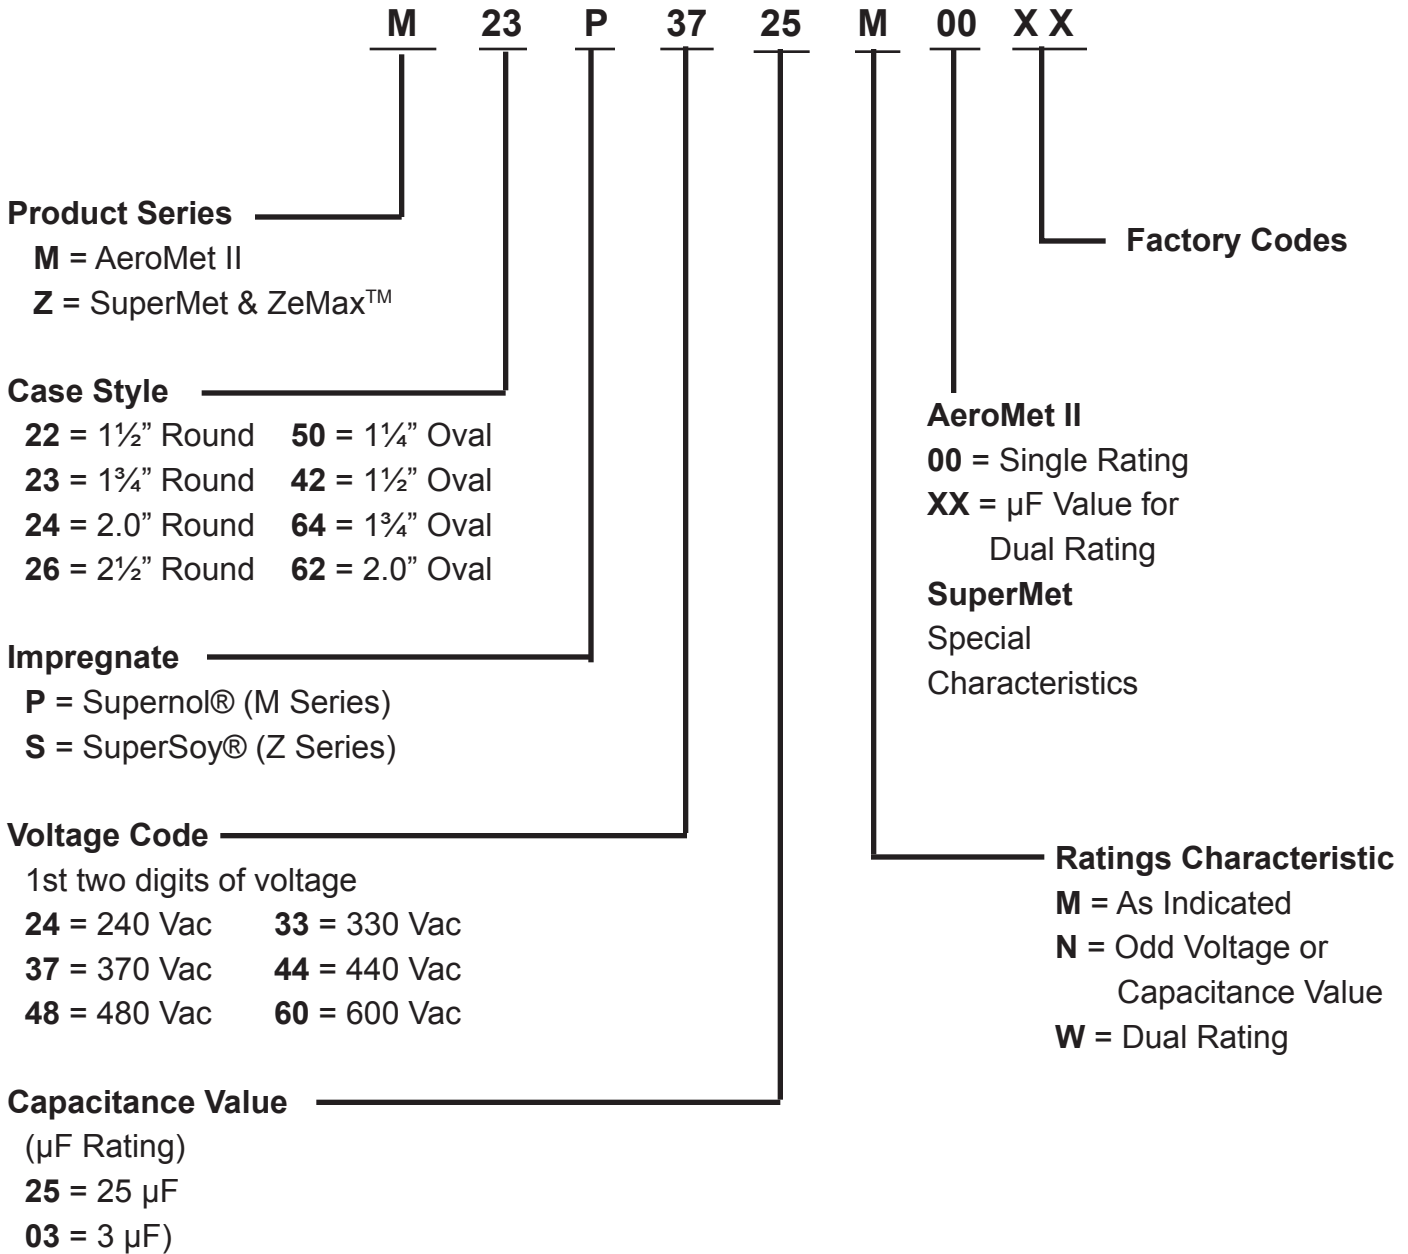 M 23 P 37 25 M 00 X X
Product Series
M = AeroMet II
Z = SuperMet & ZeMax™
Factory Codes
Case Style
22 = 1½” Round 50 = 1¼” Oval
23 = 1¾” Round 42 = 1½” Oval
24 = 2.0” Round 64 = 1¾” Oval
26 = 2½” Round 62 = 2.0” Oval
AeroMet II
00 = Single Rating
XX = µF Value for
Dual Rating
SuperMet
Special
Characteristics
Impregnate
P = Supernol® (M Series)
S = SuperSoy® (Z Series)
Voltage Code
1st two digits of voltage
24 = 240 Vac 33 = 330 Vac
37 = 370 Vac 44 = 440 Vac
48 = 480 Vac 60 = 600 Vac
Ratings Characteristic
M = As Indicated
N = Odd Voltage or
Capacitance Value
W = Dual Rating
Capacitance Value
(µF Rating)
25 = 25 µF
03 = 3 µF)